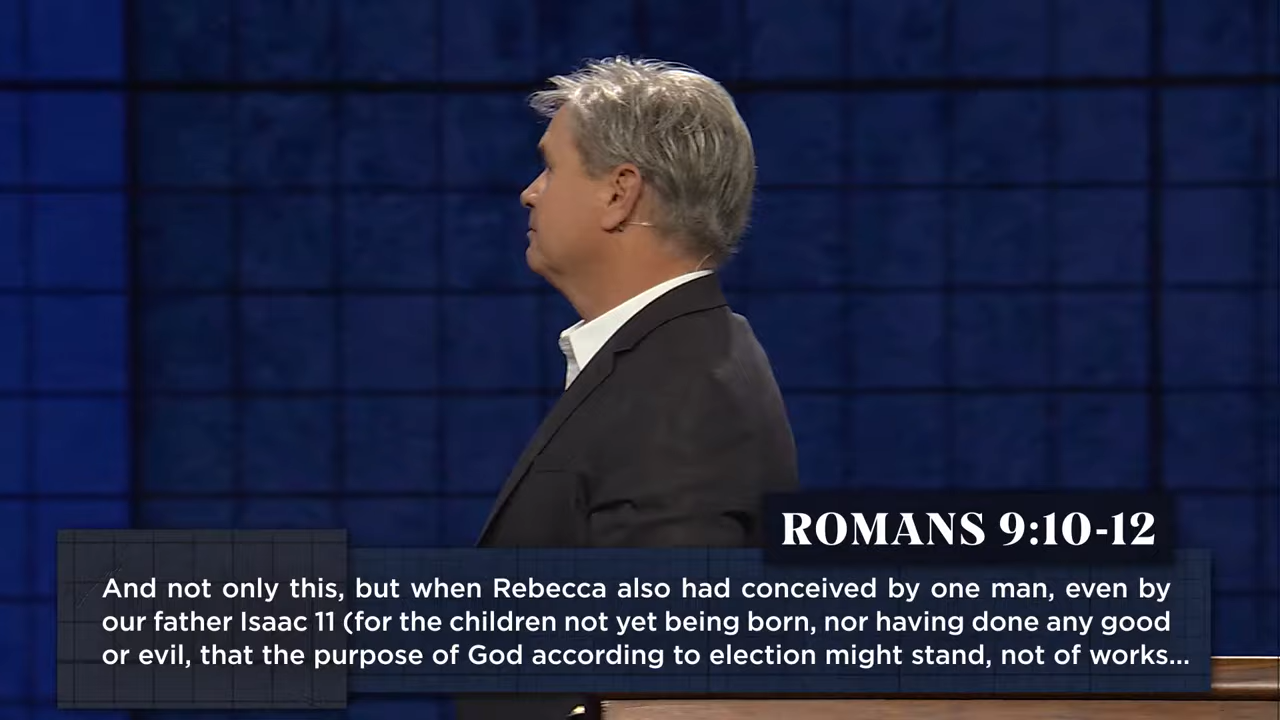 ROMANS 9:10-12
And not only this, but when Rebecca also had conceived by one man, even by
our father Isaac 11 (for the children not yet being born, nor having done any good
or evil, that the purpose of God according to election might stand, not of works...